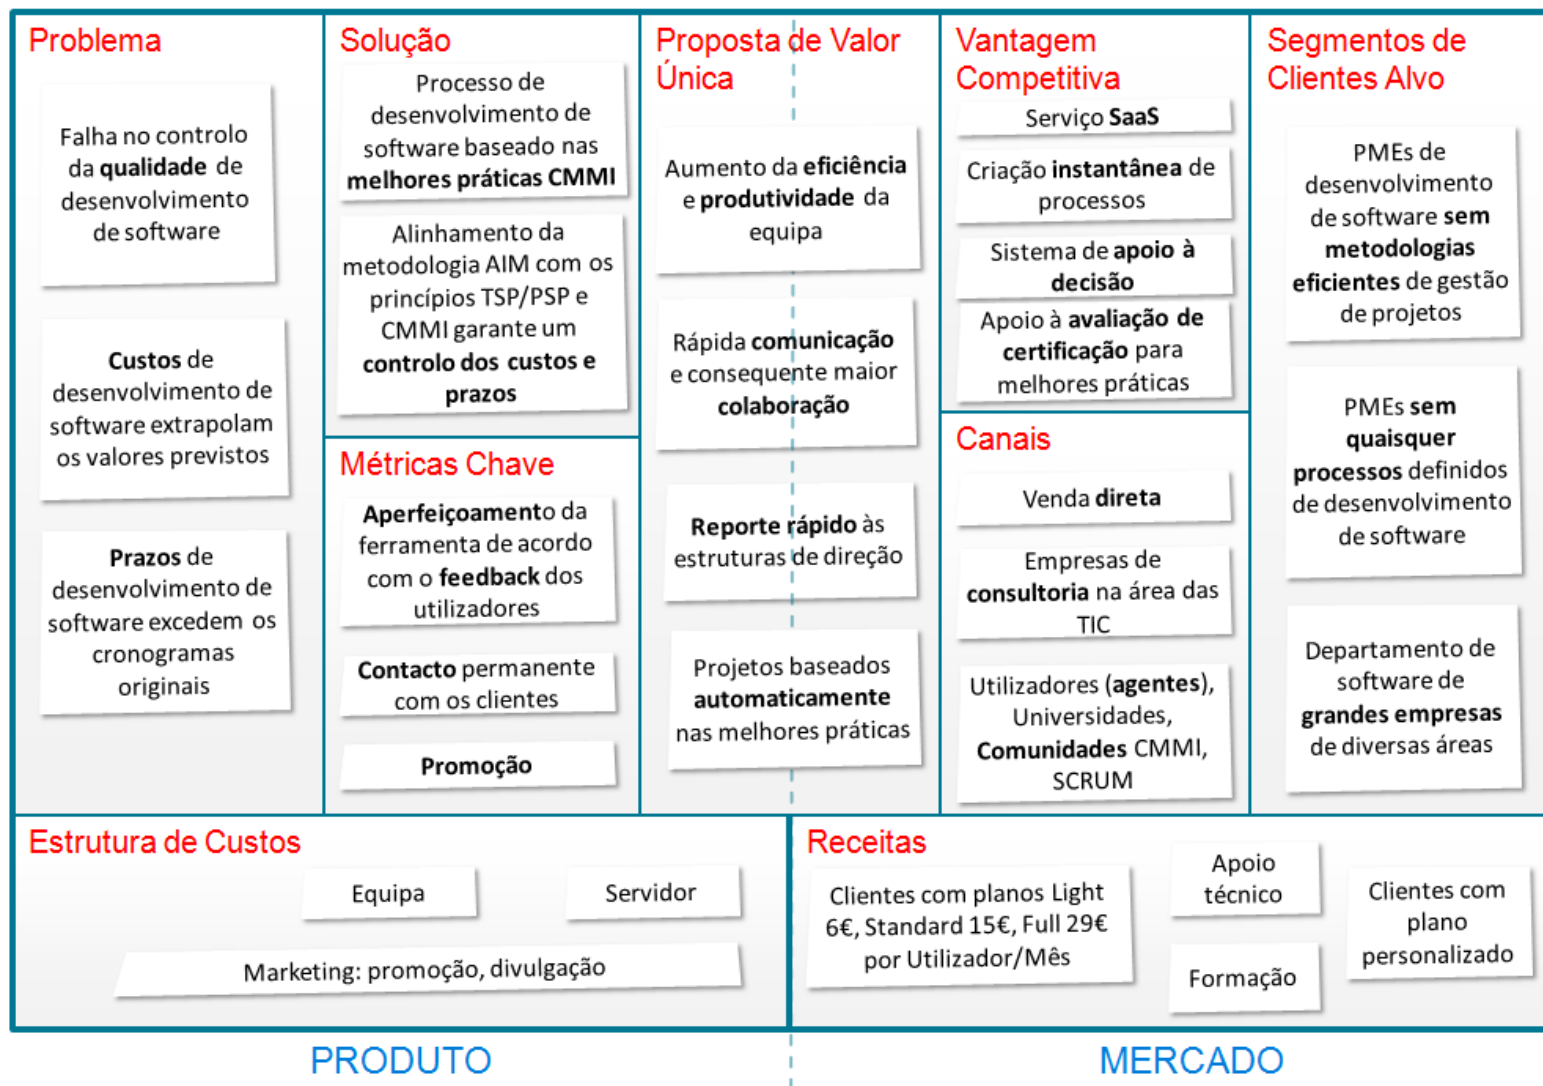 Problema
Falha no controlo
da qualidade de
desenvolvimento
de software
Custos de
desenvolvimento de
software extrapolam
os valores previstos
Prazos de
desenvolvimento de
software excedem os
cronogramas
originais
Solução
Processo de
desenvolvimento de
software baseado nas
melhores práticas CMMI
Alinhamento da
metodologia AIM com os
princípios TSP/PSP e
CMMI garante um
controlo dos custos e
prazos
Métricas Chave
Aperfeiçoamento da
ferramenta de acordo
com o feedback dos
utilizadores
Contacto permanente
com os clientes
Promoção
Proposta de Valor
Única
Aumento da eficiência
e produtividade da
equipa
Rápida comunicação
e consequente maior
colaboração
Reporte rápido às
estruturas de direção
Projetos baseados
automaticamente
nas melhores práticas
Vantagem
Competitiva
Serviço SaaS
Criação instantânea de
processos
Sistema de apoio à
decisão
Apoio à avaliação de
certificação para
melhores práticas
Canais
Venda direta
Empresas de
consultoria na área das
TIC
Utilizadores (agentes),
Universidades,
Comunidades CMMI,
SCRUM
Segmentos de
Clientes Alvo
PMEs de
desenvolvimento
de software sem
metodologias
eficientes de gestão
de projetos
PMEs sem
quaisquer
processos definidos
de desenvolvimento
de software
Departamento de
software de
grandes empresas
de diversas áreas
Estrutura de Custos
Equipa
Servidor
Marketing: promoção, divulgação
Receitas
Clientes com planos Light
6€, Standard 15€, Full 29€
por Utilizador/Mês
Apoio
técnico
Formação
Clientes com
plano
personalizado
PRODUTO
MERCADO